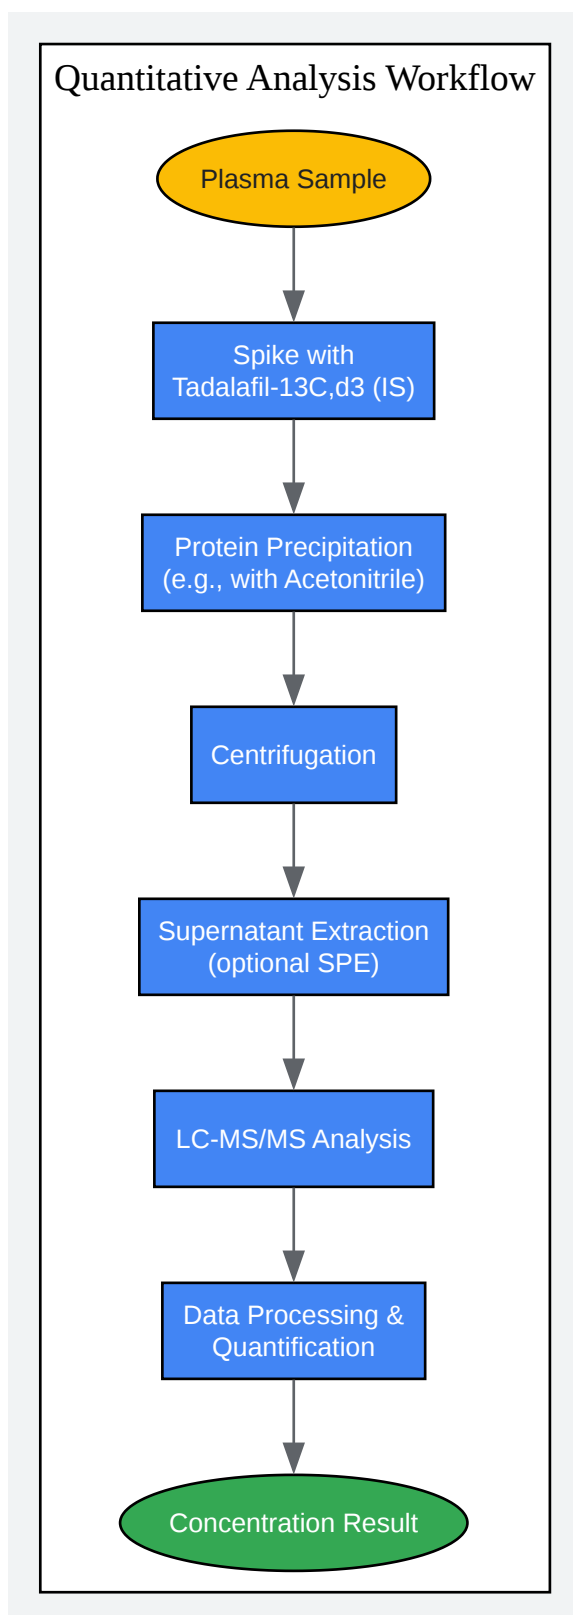 Quantitative Analysis Workflow
Plasma Sample
Spike with
Tadalafil-13C,d3 (IS)
Protein Precipitation
(e.g., with Acetonitrile)
Centrifugation
Supernatant Extraction
(optional SPE)
LC-MS/MS Analysis
Data Processing &
Quantification
Concentration Result